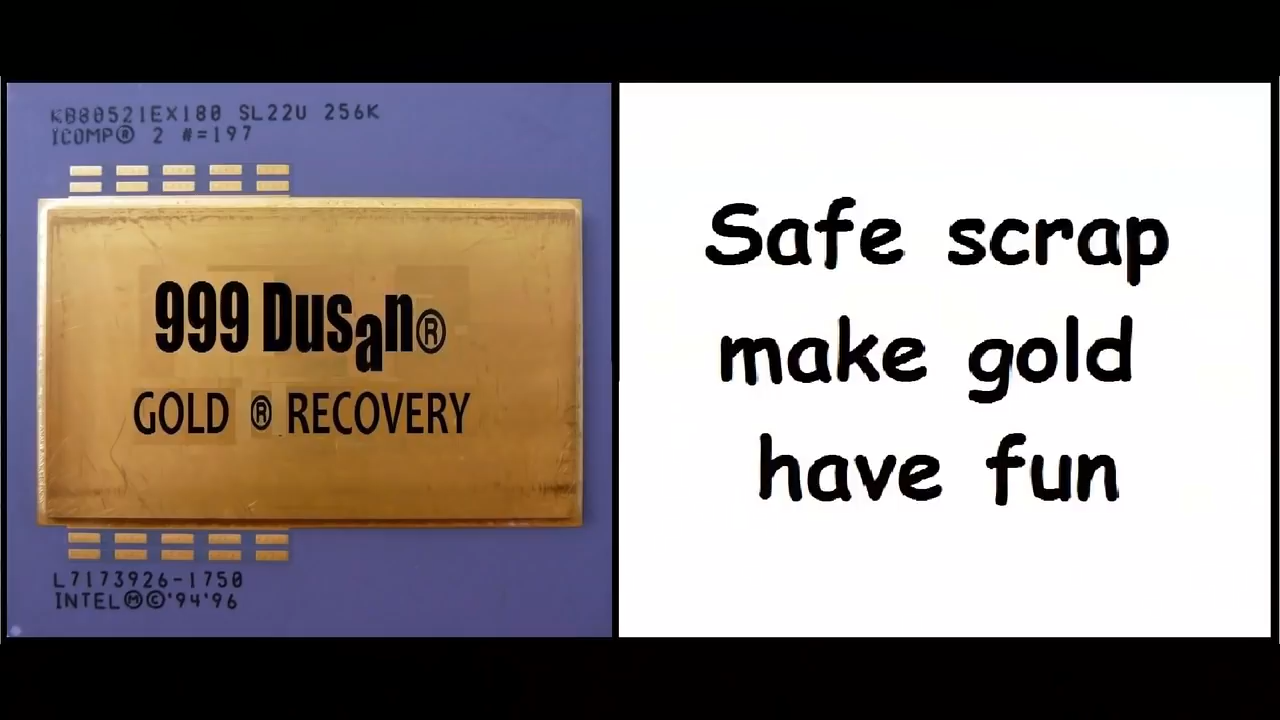 KB80521EX180 SL22U 256K
ICOMP® 2 #=197
999 Dusan®
GOLD ® RECOVERY
L7173926-1750
INTELⓂ©'94'96
Safe scrap
make gold
have fun